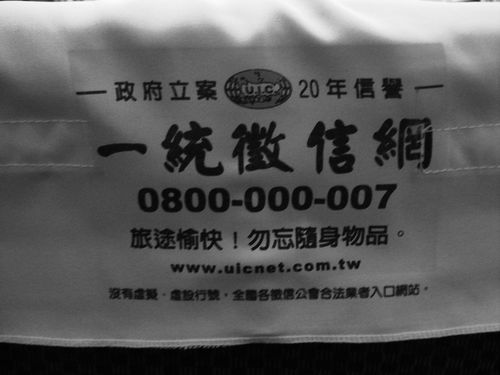 政府立案 U.I.C 20年信譽
一統徵信網
0800-000-007
旅途愉快！勿忘隨身物品。
www.uicnet.com.tw
沒有虛擬、虛設行號，全國各徵信公會合法業者入口網站。